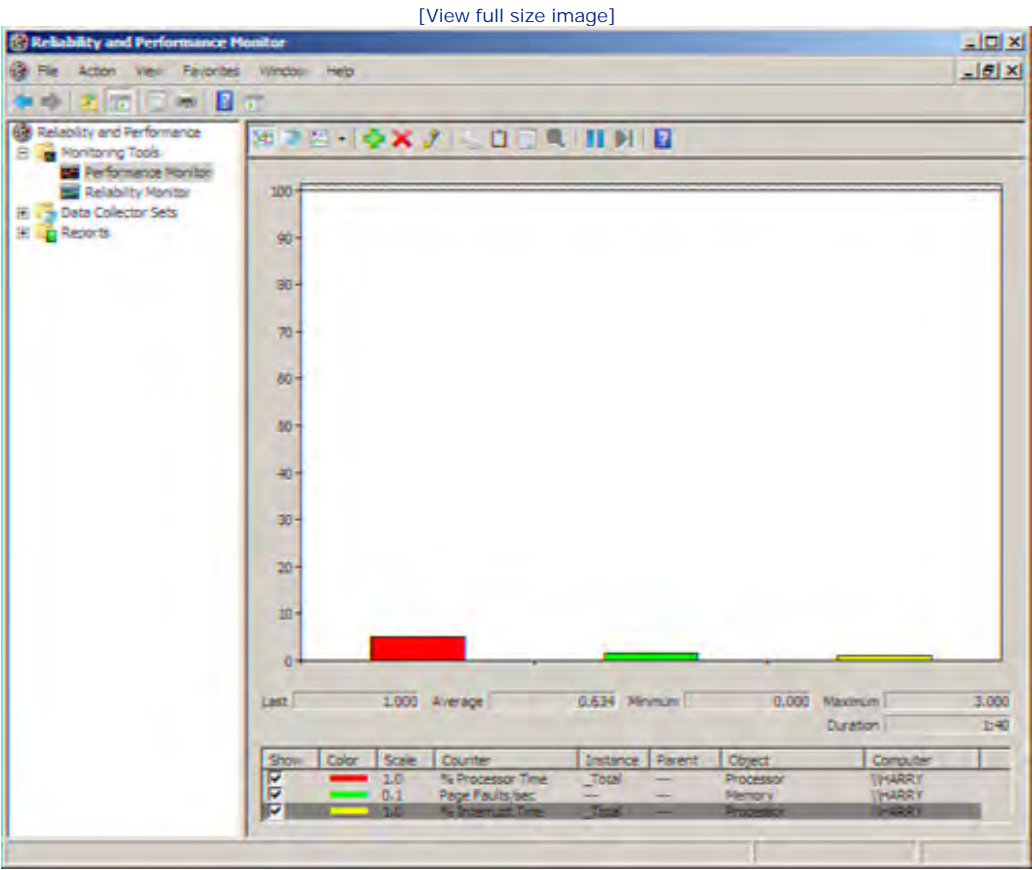 [View full size image]
Reliability and Performance Monitor
File Action View Favorites Window Help
Reliability and Performance
Monitoring Tools
Performance Monitor
Reliability Monitor
Data Collector Sets
Reports
100
90
80
70
60
50
40
30
20
10
0
Last 1.000 Average 0.634 Minimum 0.000 Maximum 3.000
Duration 1:40
Show Color Scale Counter Instance Parent Object Computer
1.0 % Processor Time _Total --- Processor \\HARRY
0.1 Page Faults/sec --- --- Memory \\HARRY
1.0 % Interrupt Time _Total --- Processor \\HARRY